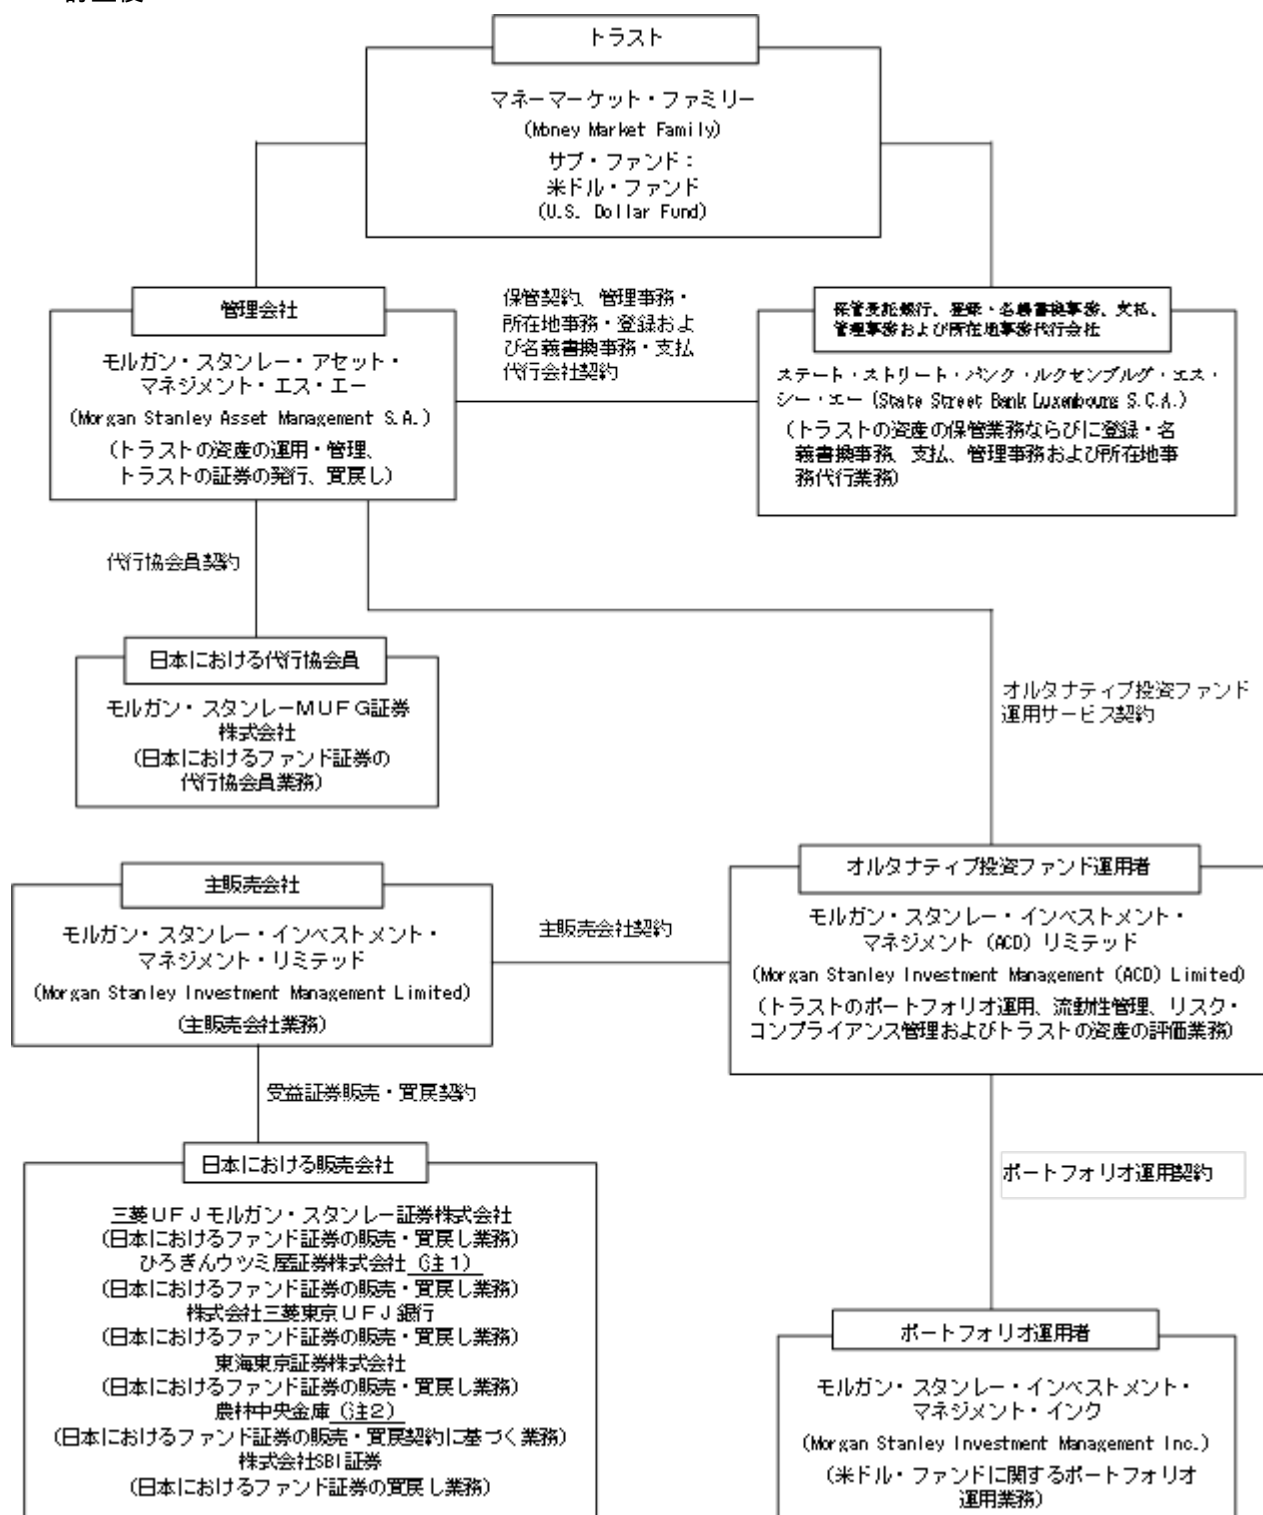 トラスト
マネーマーケット・ファミリー
(Money Market Family)
サブ・ファンド：
米ドル・ファンド
(U.S. Dollar Fund)
管理会社
モルガン・スタンレー・アセット・
マネジメント・エス・エー
(Morgan Stanley Asset Management S.A.)
(トラストの資産の運用・管理、
トラストの証券の発行、買戻し)
保管契約、管理事務・
所在地事務・登録およ
び名義書換事務・支払
代行会社契約
保管受託銀行、登録・名義書換事務、支払、
管理事務および所在地事務代行会社
ステート・ストリート・バンク・ルクセンブルグ・エス・
シー・エー (State Street Bank Luxembourg S.C.A.)
(トラストの資産の保管業務ならびに登録・名
義書換事務、支払、管理事務および所在地事
務代行業務)
代行協会員契約
日本における代行協会員
モルガン・スタンレーＭＵＦＧ証券
株式会社
(日本におけるファンド証券の
代行協会員業務)
オルタナティブ投資ファンド
運用サービス契約
主販売会社
モルガン・スタンレー・インベストメント・
マネジメント・リミテッド
(Morgan Stanley Investment Management Limited)
(主販売会社業務)
主販売会社契約
オルタナティブ投資ファンド運用者
モルガン・スタンレー・インベストメント・
マネジメント (ACD) リミテッド
(Morgan Stanley Investment Management (ACD) Limited)
(トラストのポートフォリオ運用、流動性管理、リスク・
コンプライアンス管理およびトラストの資産の評価業務)
受益証券販売・買戻契約
日本における販売会社
三菱ＵＦＪモルガン・スタンレー証券株式会社
(日本におけるファンド証券の販売・買戻し業務)
ひろぎんウツミ屋証券株式会社 (注１)
(日本におけるファンド証券の販売・買戻し業務)
株式会社三菱東京ＵＦＪ銀行
(日本におけるファンド証券の販売・買戻し業務)
東海東京証券株式会社
(日本におけるファンド証券の販売・買戻し業務)
農林中央金庫 (注２)
(日本におけるファンド証券の販売・買戻契約に基づく業務)
株式会社SBI証券
(日本におけるファンド証券の買戻し業務)
ポートフォリオ運用契約
ポートフォリオ運用者
モルガン・スタンレー・インベストメント・
マネジメント・インク
(Morgan Stanley Investment Management Inc.)
(米ドル・ファンドに関するポートフォリオ
運用業務)